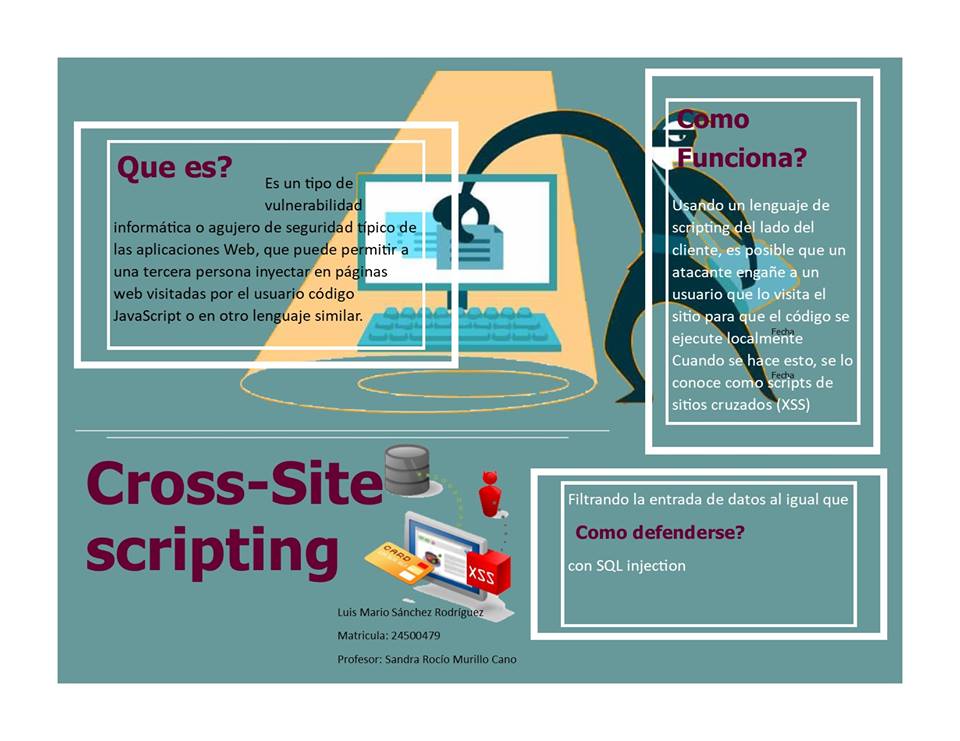 Que es?
Es un tipo de
vulnerabilidad
informática o agujero de seguridad típico de
las aplicaciones Web, que puede permitir a
una tercera persona inyectar en páginas
web visitadas por el usuario código
JavaScript o en otro lenguaje similar.
Como
Funciona?
Usando un lenguaje de
scripting del lado del
cliente, es posible que un
atacante engañe a un
usuario que lo visita el
sitio para que el código se
ejecute localmente
Cuando se hace esto, se lo
conoce como scripts de
sitios cruzados (XSS)
Fecha
Fecha
Cross-Site
scripting
CARD
XSS
Luis Mario Sánchez Rodríguez
Matricula: 24500479
Profesor: Sandra Rocío Murillo Cano
Filtrando la entrada de datos al igual que
Como defenderse?
con SQL injection